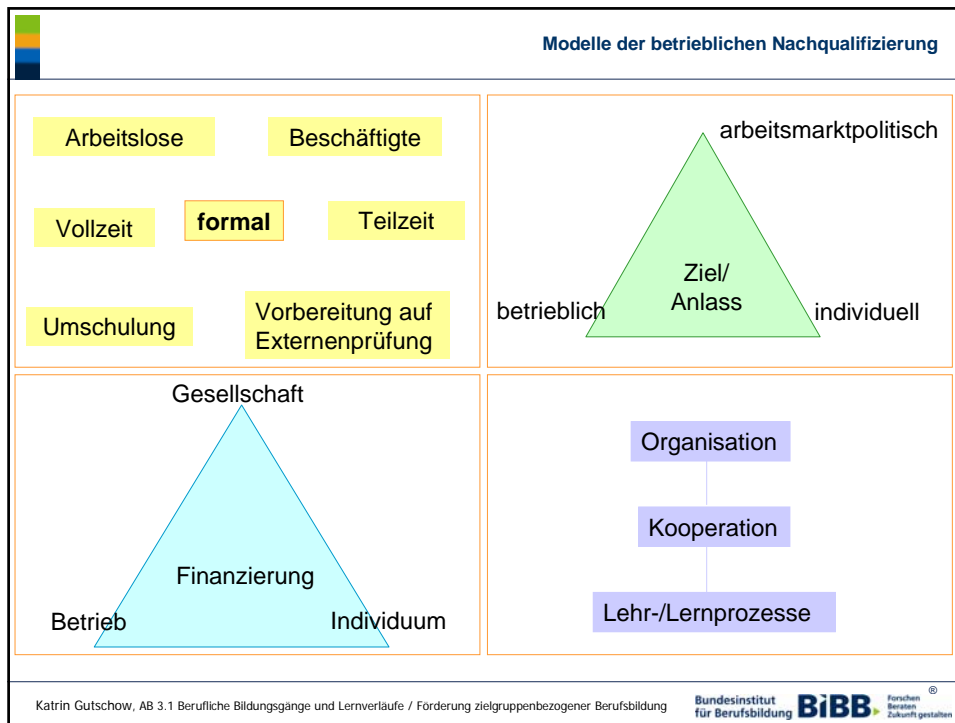 Modelle der betrieblichen Nachqualifizierung
Arbeitslose
Beschäftigte
Vollzeit
formal
Teilzeit
Umschulung
Vorbereitung auf
Externenprüfung
arbeitsmarktpolitisch
Ziel/
Anlass
betrieblich
individuell
Gesellschaft
Finanzierung
Betrieb
Individuum
Organisation
Kooperation
Lehr-/Lernprozesse
Katrin Gutschow, AB 3.1 Berufliche Bildungsgänge und Lernverläufe / Förderung zielgruppenbezogener Berufsbildung
Bundesinstitut
für Berufsbildung
BiBB
Forschen
Beraten
Zukunft gestalten
®